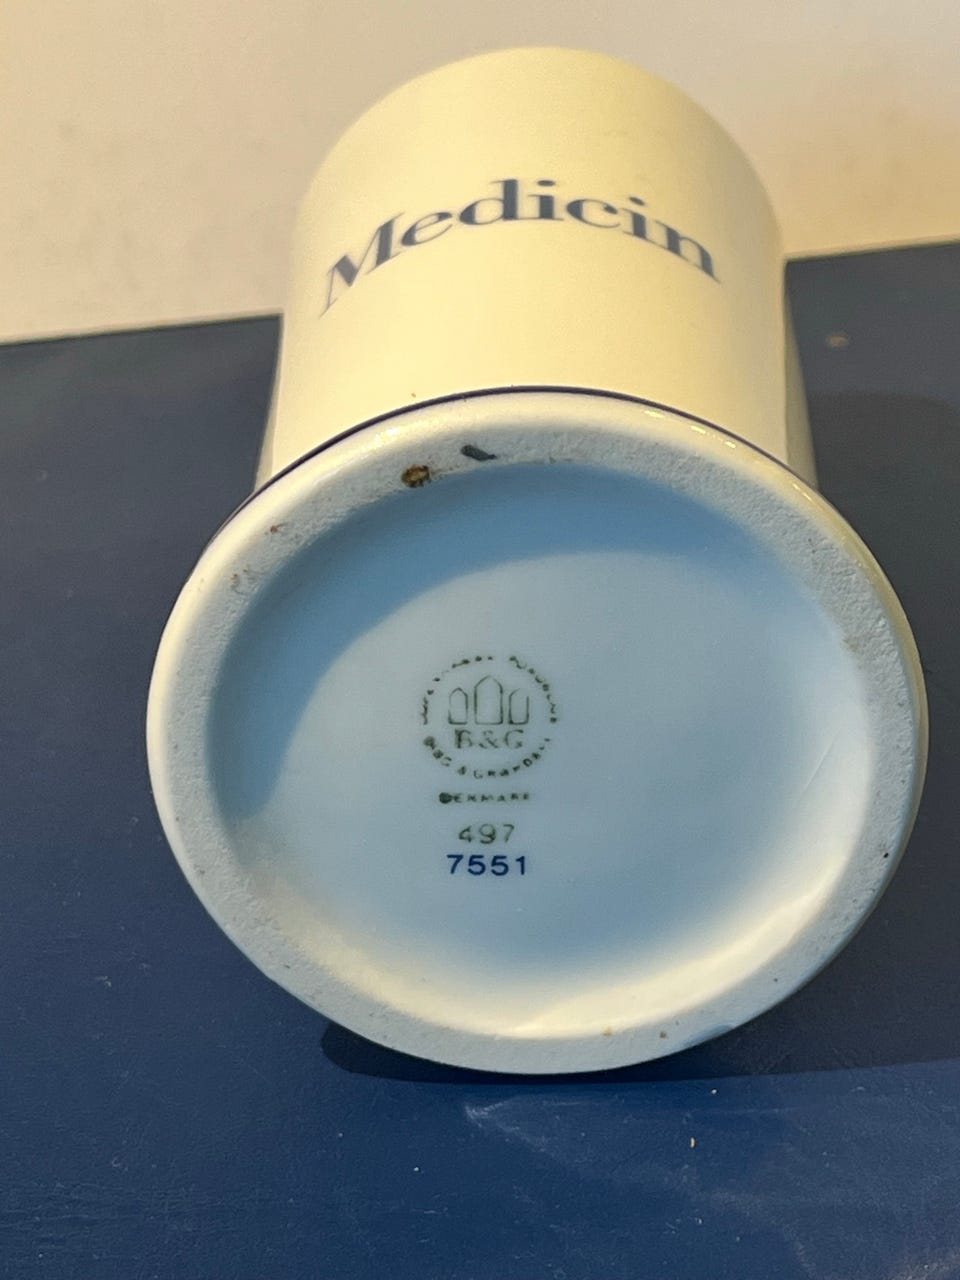 Medicin
B&G
DENMARK
497
7551